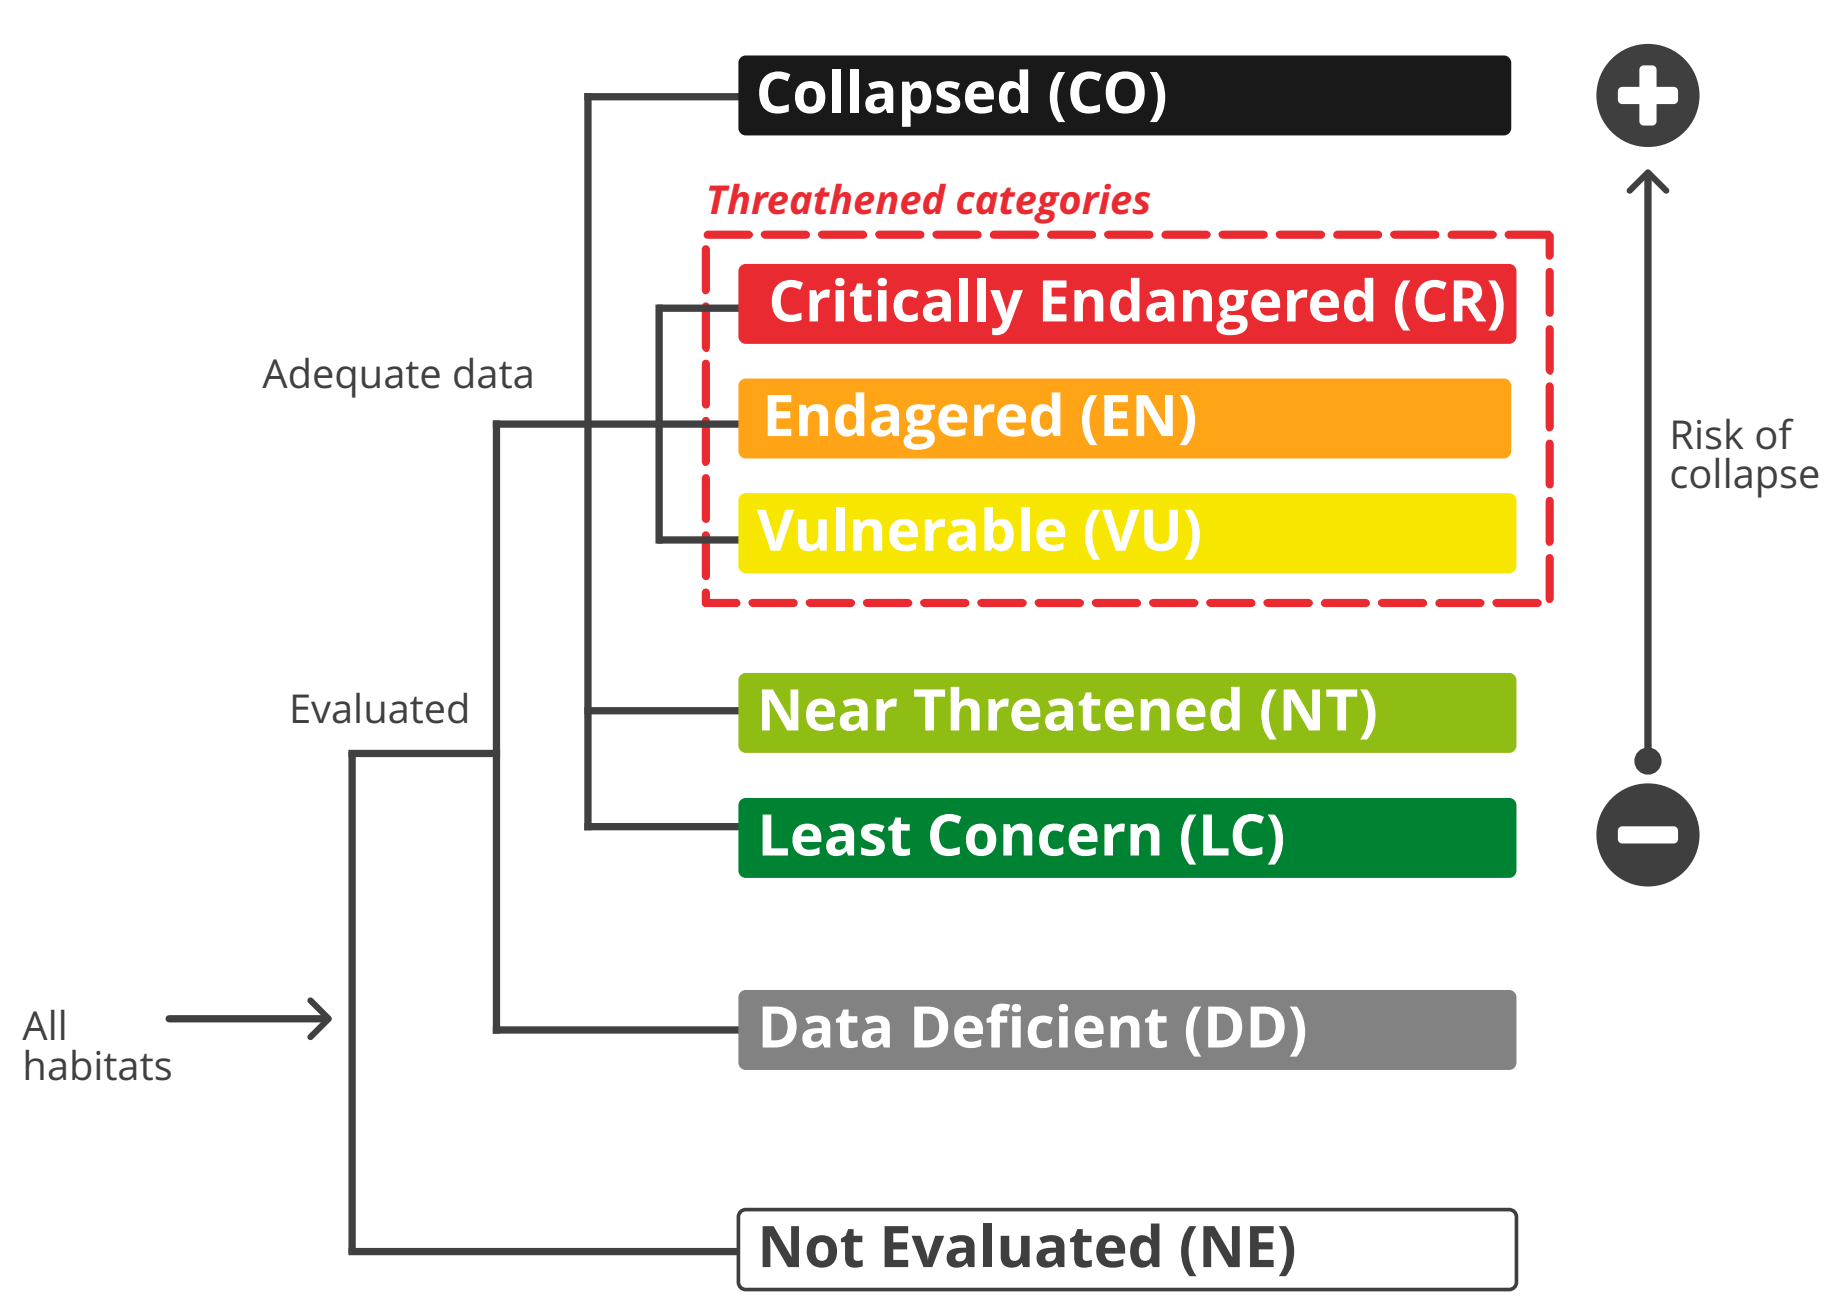 Collapsed (CO)
Threathened categories
Critically Endangered (CR)
Adequate data
Endagered (EN)
Risk of
collapse
Vulnerable (VU)
Evaluated
Near Threatened (NT)
Least Concern (LC)
All
habitats
Data Deficient (DD)
Not Evaluated (NE)